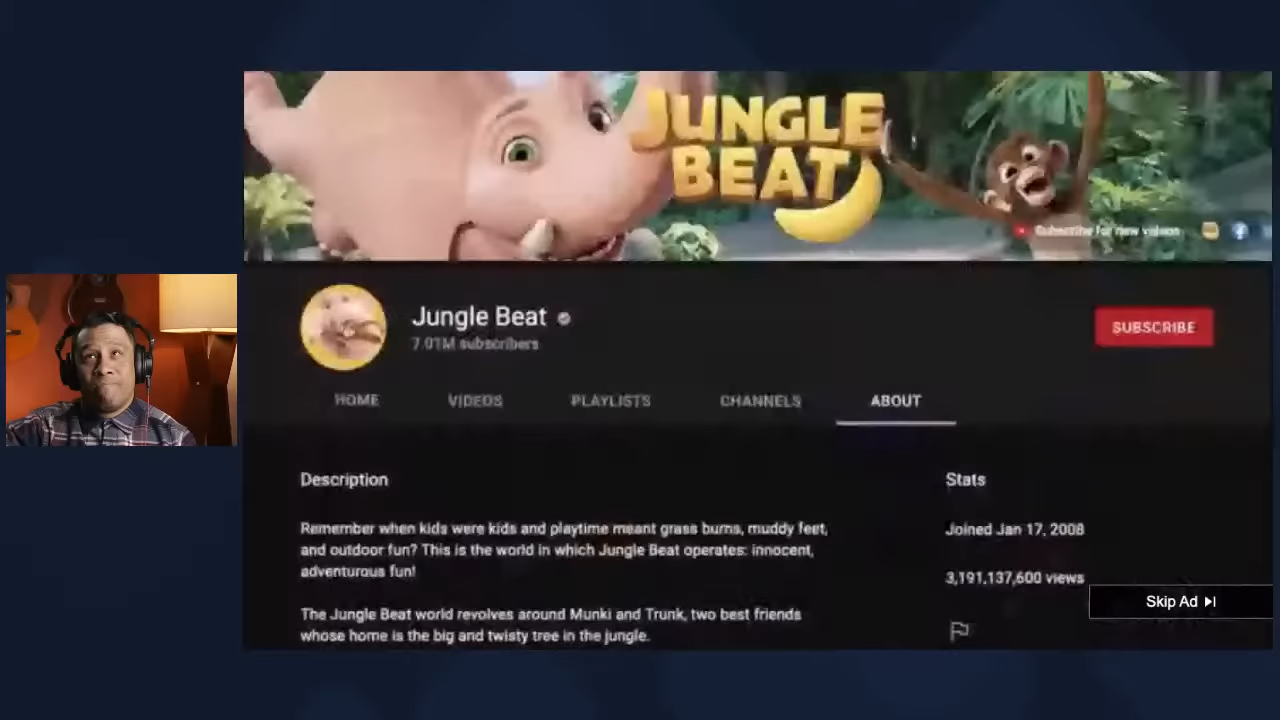 JUNGLE
BEAT
Subscribe for new videos
Jungle Beat
7.01M subscribers
SUBSCRIBE
HOME VIDEOS PLAYLISTS CHANNELS ABOUT
Description
Stats
Remember when kids were kids and playtime meant grass burns, muddy feet,
and outdoor fun? This is the world in which Jungle Beat operates: innocent,
adventurous fun!
Joined Jan 17, 2008
3,191,137,600 views
Skip Ad
The Jungle Beat world revolves around Munki and Trunk, two best friends
whose home is the big and twisty tree in the jungle.